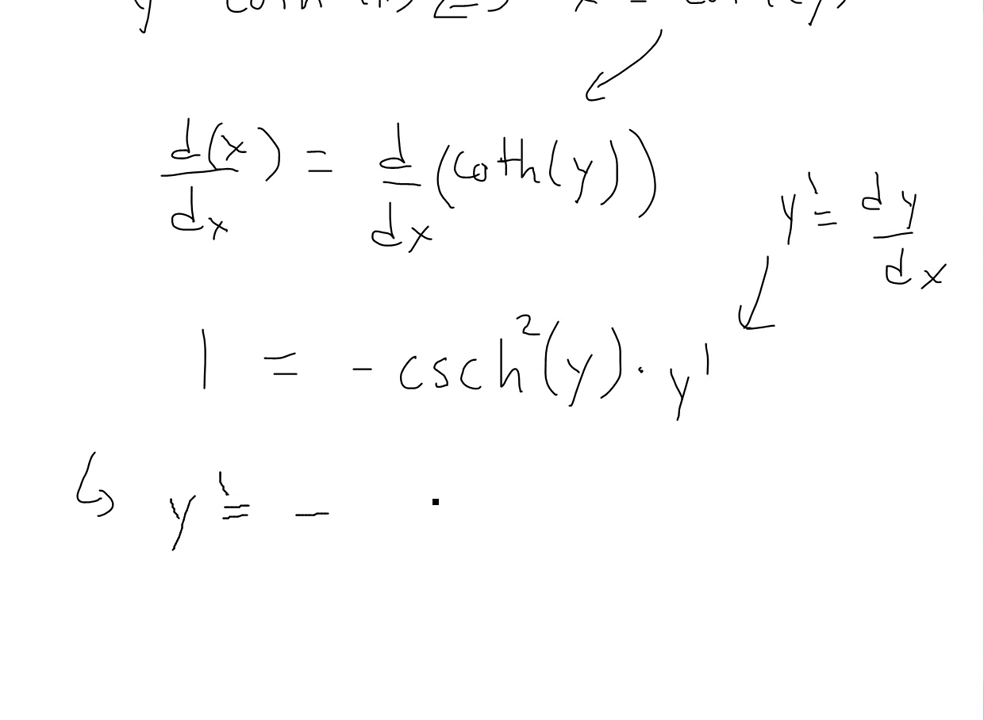 d(x)/dx = d/dx (coth(y))
y' = dy/dx
1 = - csch²(y) · y'
↳ y' = -